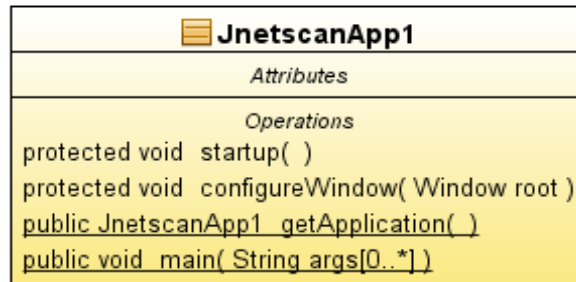 JnetscanApp1
Attributes
Operations
protected void startup( )
protected void configureWindow( Window root )
public JnetscanApp1 getApplication( )
public void main( String args[0..*] )